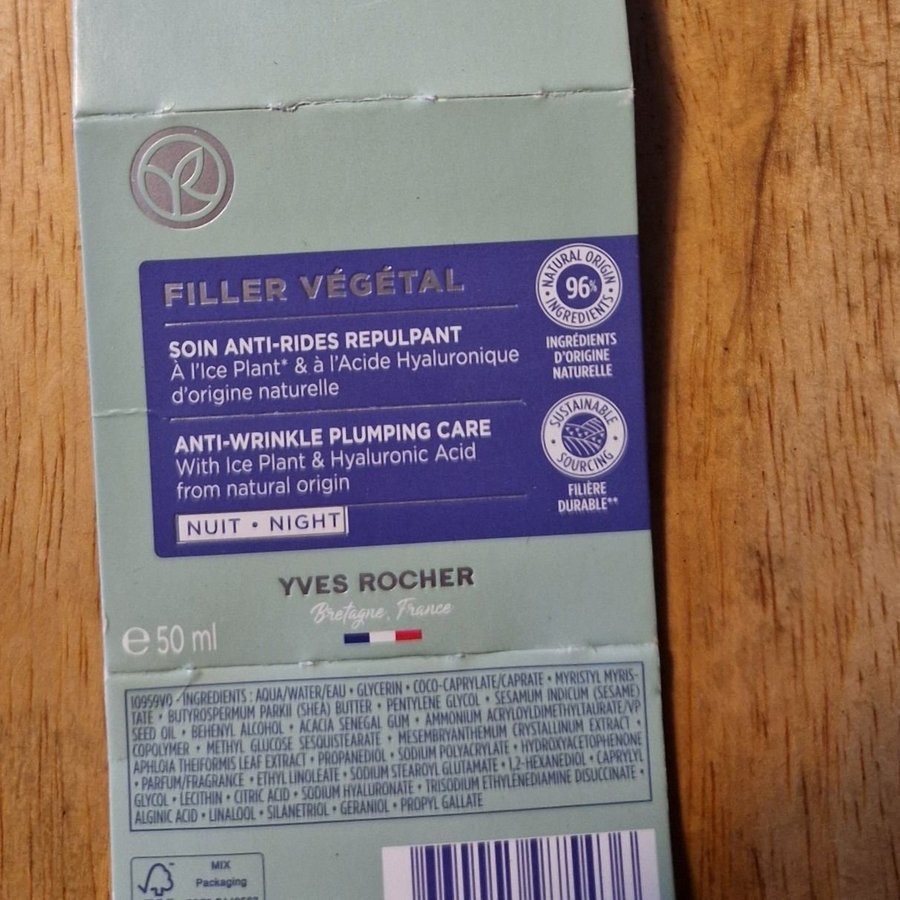 FILLER VÉGÉTAL
SOIN ANTI-RIDES REPULPANT
À l'Ice Plant* & à l'Acide Hyaluronique
d'origine naturelle
ANTI-WRINKLE PLUMPING CARE
With Ice Plant & Hyaluronic Acid
from natural origin
NUIT • NIGHT
NATURAL ORIGIN
96%
• INGREDIENTS •
INGRÉDIENTS
D'ORIGINE
NATURELLE
SUSTAINABLE
• SOURCING •
FILIÈRE
DURABLE**
YVES ROCHER
Bretagne, France
e 50 ml
10959V0 - INGREDIENTS : AQUA/WATER/EAU • GLYCERIN • COCO-CAPRYLATE/CAPRATE • MYRISTYL MYRIS-
TATE • BUTYROSPERMUM PARKII (SHEA) BUTTER • PENTYLENE GLYCOL • SESAMUM INDICUM (SESAME)
SEED OIL • BEHENYL ALCOHOL • ACACIA SENEGAL GUM • AMMONIUM ACRYLOYLDIMETHYLTAURATE/VP
COPOLYMER • METHYL GLUCOSE SESQUISTEARATE • MESEMBRYANTHEMUM CRYSTALLINUM EXTRACT •
APHLOIA THEIFORMIS LEAF EXTRACT • PROPANEDIOL • SODIUM POLYACRYLATE • HYDROXYACETOPHENONE
• PARFUM/FRAGRANCE • ETHYL LINOLEATE • SODIUM STEAROYL GLUTAMATE • 1,2-HEXANEDIOL • CAPRYLYL
GLYCOL • LECITHIN • CITRIC ACID • SODIUM HYALURONATE • TRISODIUM ETHYLENEDIAMINE DISUCCINATE •
ALGINIC ACID • LINALOOL • SILANETRIOL • GERANIOL • PROPYL GALLATE
MIX
Packaging